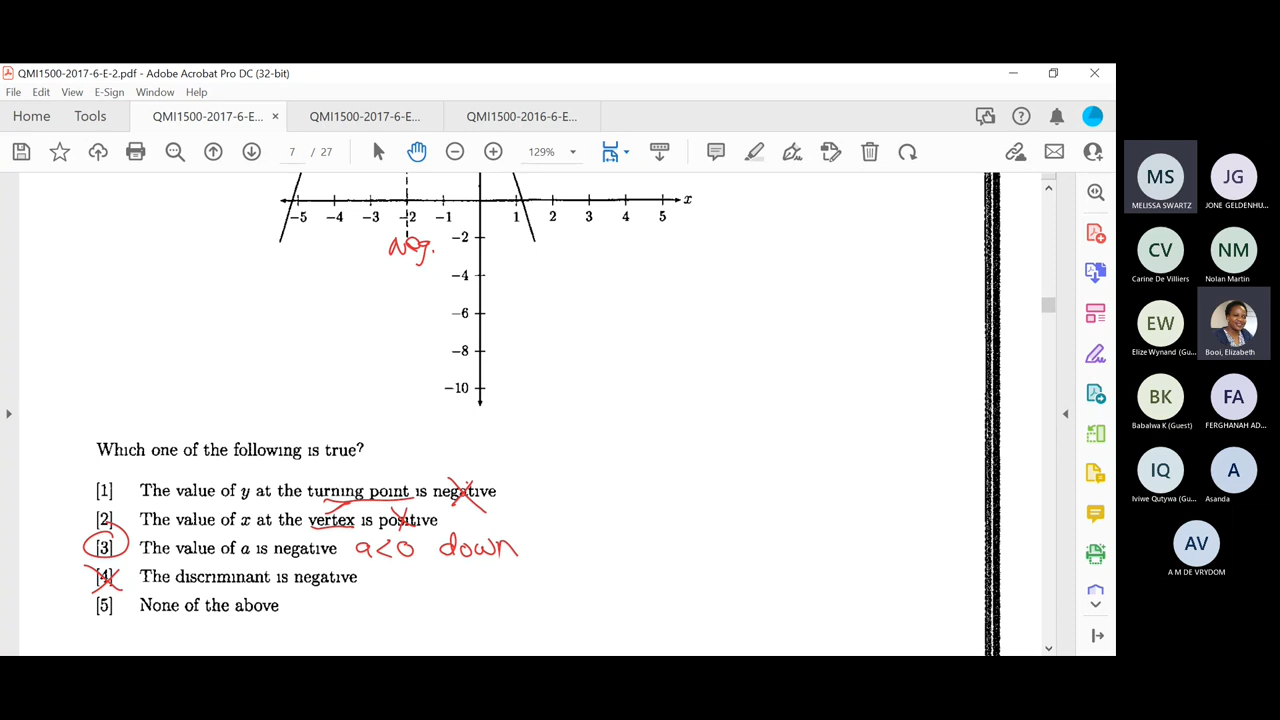 QMI1500-2017-6-E-2.pdf - Adobe Acrobat Pro DC (32-bit)
File Edit View E-Sign Window Help
Home Tools QMI1500-2017-6-E... × QMI1500-2017-6-E... QMI1500-2016-6-E...
7 / 27 129%
x
−5 −4 −3 −2 −1 1 2 3 4 5
neg.
−2
−4
−6
−8
−10
Which one of the following is true?
[1] The value of y at the turning point is negative
[2] The value of x at the vertex is positive
[3] The value of a is negative a<0 down
[4] The discriminant is negative
[5] None of the above
MS JG
MELISSA SWARTZ JONE GELDENHU...
CV NM
Carine De Villiers Nolan Martin
EW
Elize Wynand (Gu... Booi, Elizabeth
BK FA
Babalwa K (Guest) FERGHANAH AD...
IQ A
Iviwe Qutywa (Gu... Asanda
AV
A M DE VRYDOM